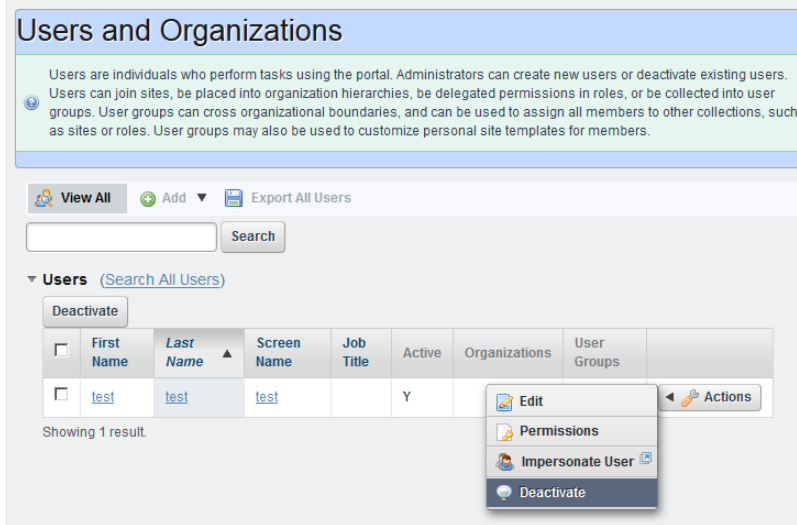 Users and Organizations
Users are individuals who perform tasks using the portal. Administrators can create new users or deactivate existing users.
Users can join sites, be placed into organization hierarchies, be delegated permissions in roles, or be collected into user
groups. User groups can cross organizational boundaries, and can be used to assign all members to other collections, such
as sites or roles. User groups may also be used to customize personal site templates for members.
View All Add Export All Users
Search
Users (Search All Users)
Deactivate
First Name Last Name Screen Name Job Title Active Organizations User Groups
test test test Y Actions
Edit
Permissions
Impersonate User
Deactivate
Showing 1 result.